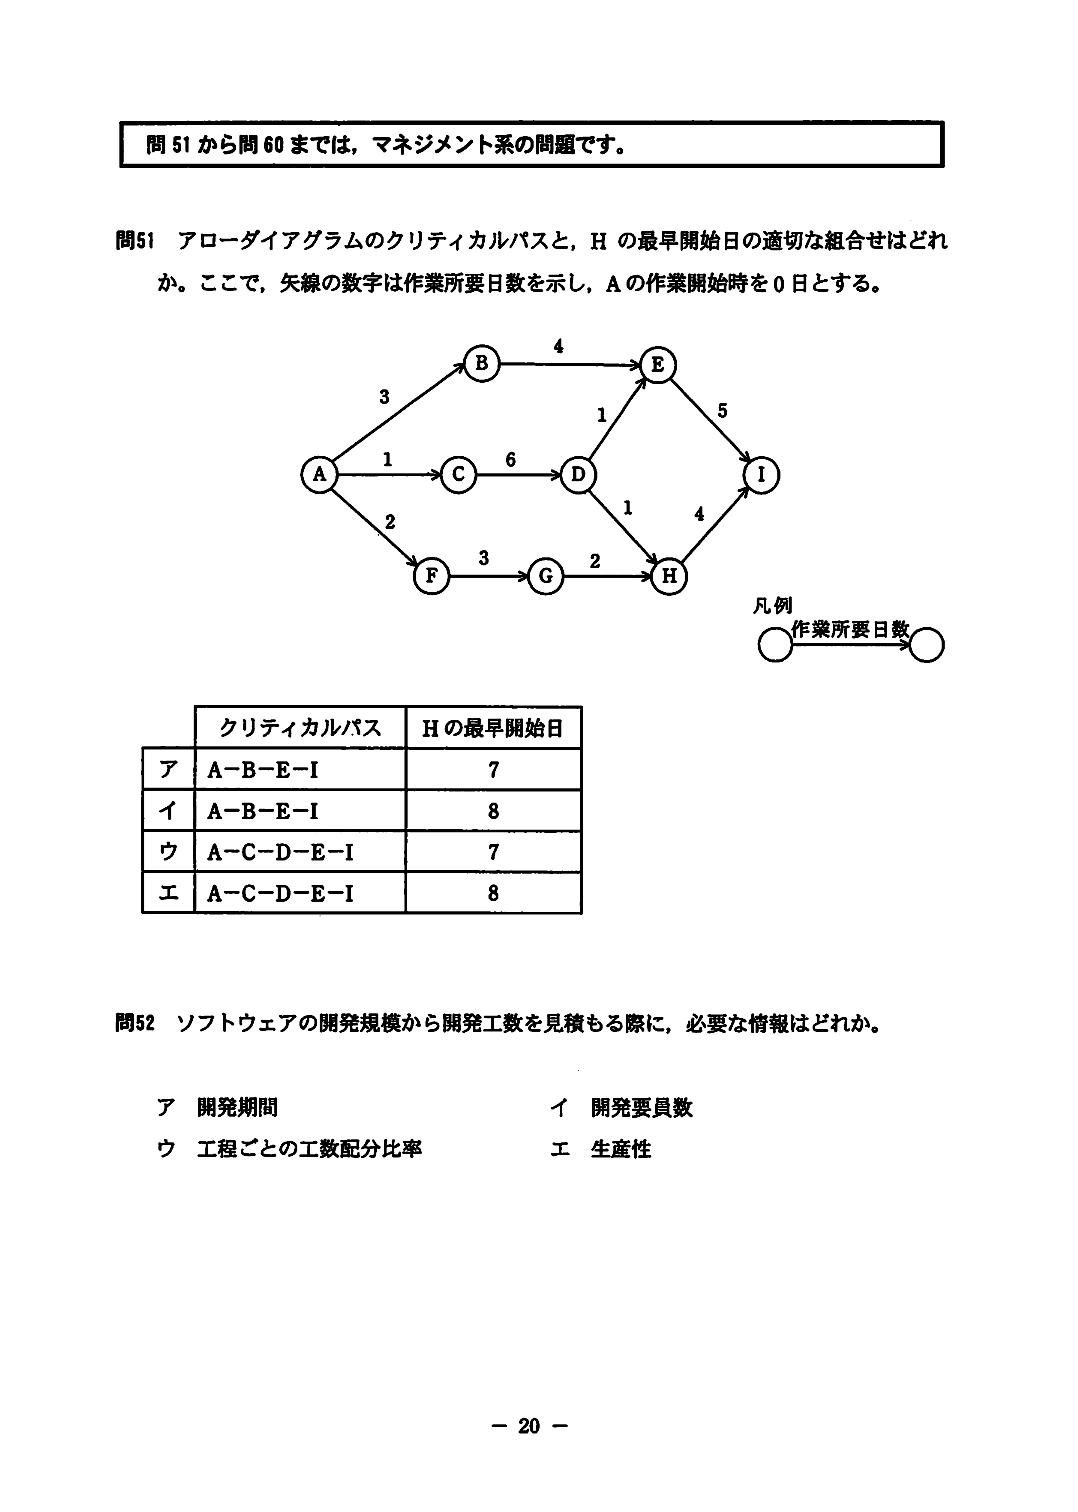 問51から問60までは，マネジメント系の問題です。
問51 アローダイアグラムのクリティカルパスと，H の最早開始日の適切な組合せはどれ
か。ここで，矢線の数字は作業所要日数を示し，Aの作業開始時を0日とする。
4
B
E
3
1
5
1
6
A
C
D
I
2
1
4
3
2
F
G
H
凡例
作業所要日数
クリティカルパス Hの最早開始日
ア A－B－E－I 7
イ A－B－E－I 8
ウ A－C－D－E－I 7
エ A－C－D－E－I 8
問52 ソフトウェアの開発規模から開発工数を見積もる際に，必要な情報はどれか。
ア 開発期間 イ 開発要員数
ウ 工程ごとの工数配分比率 エ 生産性
－ 20 －